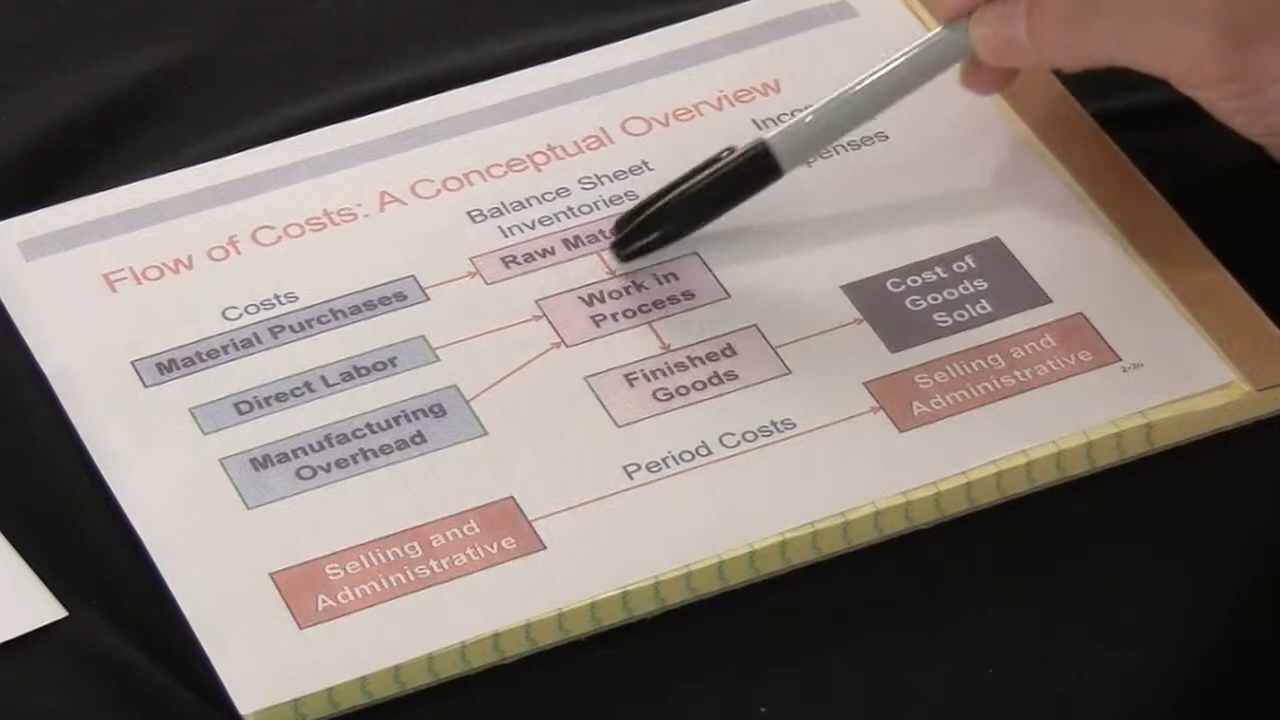 Flow of Costs: A Conceptual Overview
Costs
Balance Sheet
Inventories
Material Purchases
Raw
Direct Labor
Work in
Process
Manufacturing
Overhead
Finished
Goods
Cost of
Goods
Sold
Selling and
Administrative
Period Costs
Selling and
Administrative